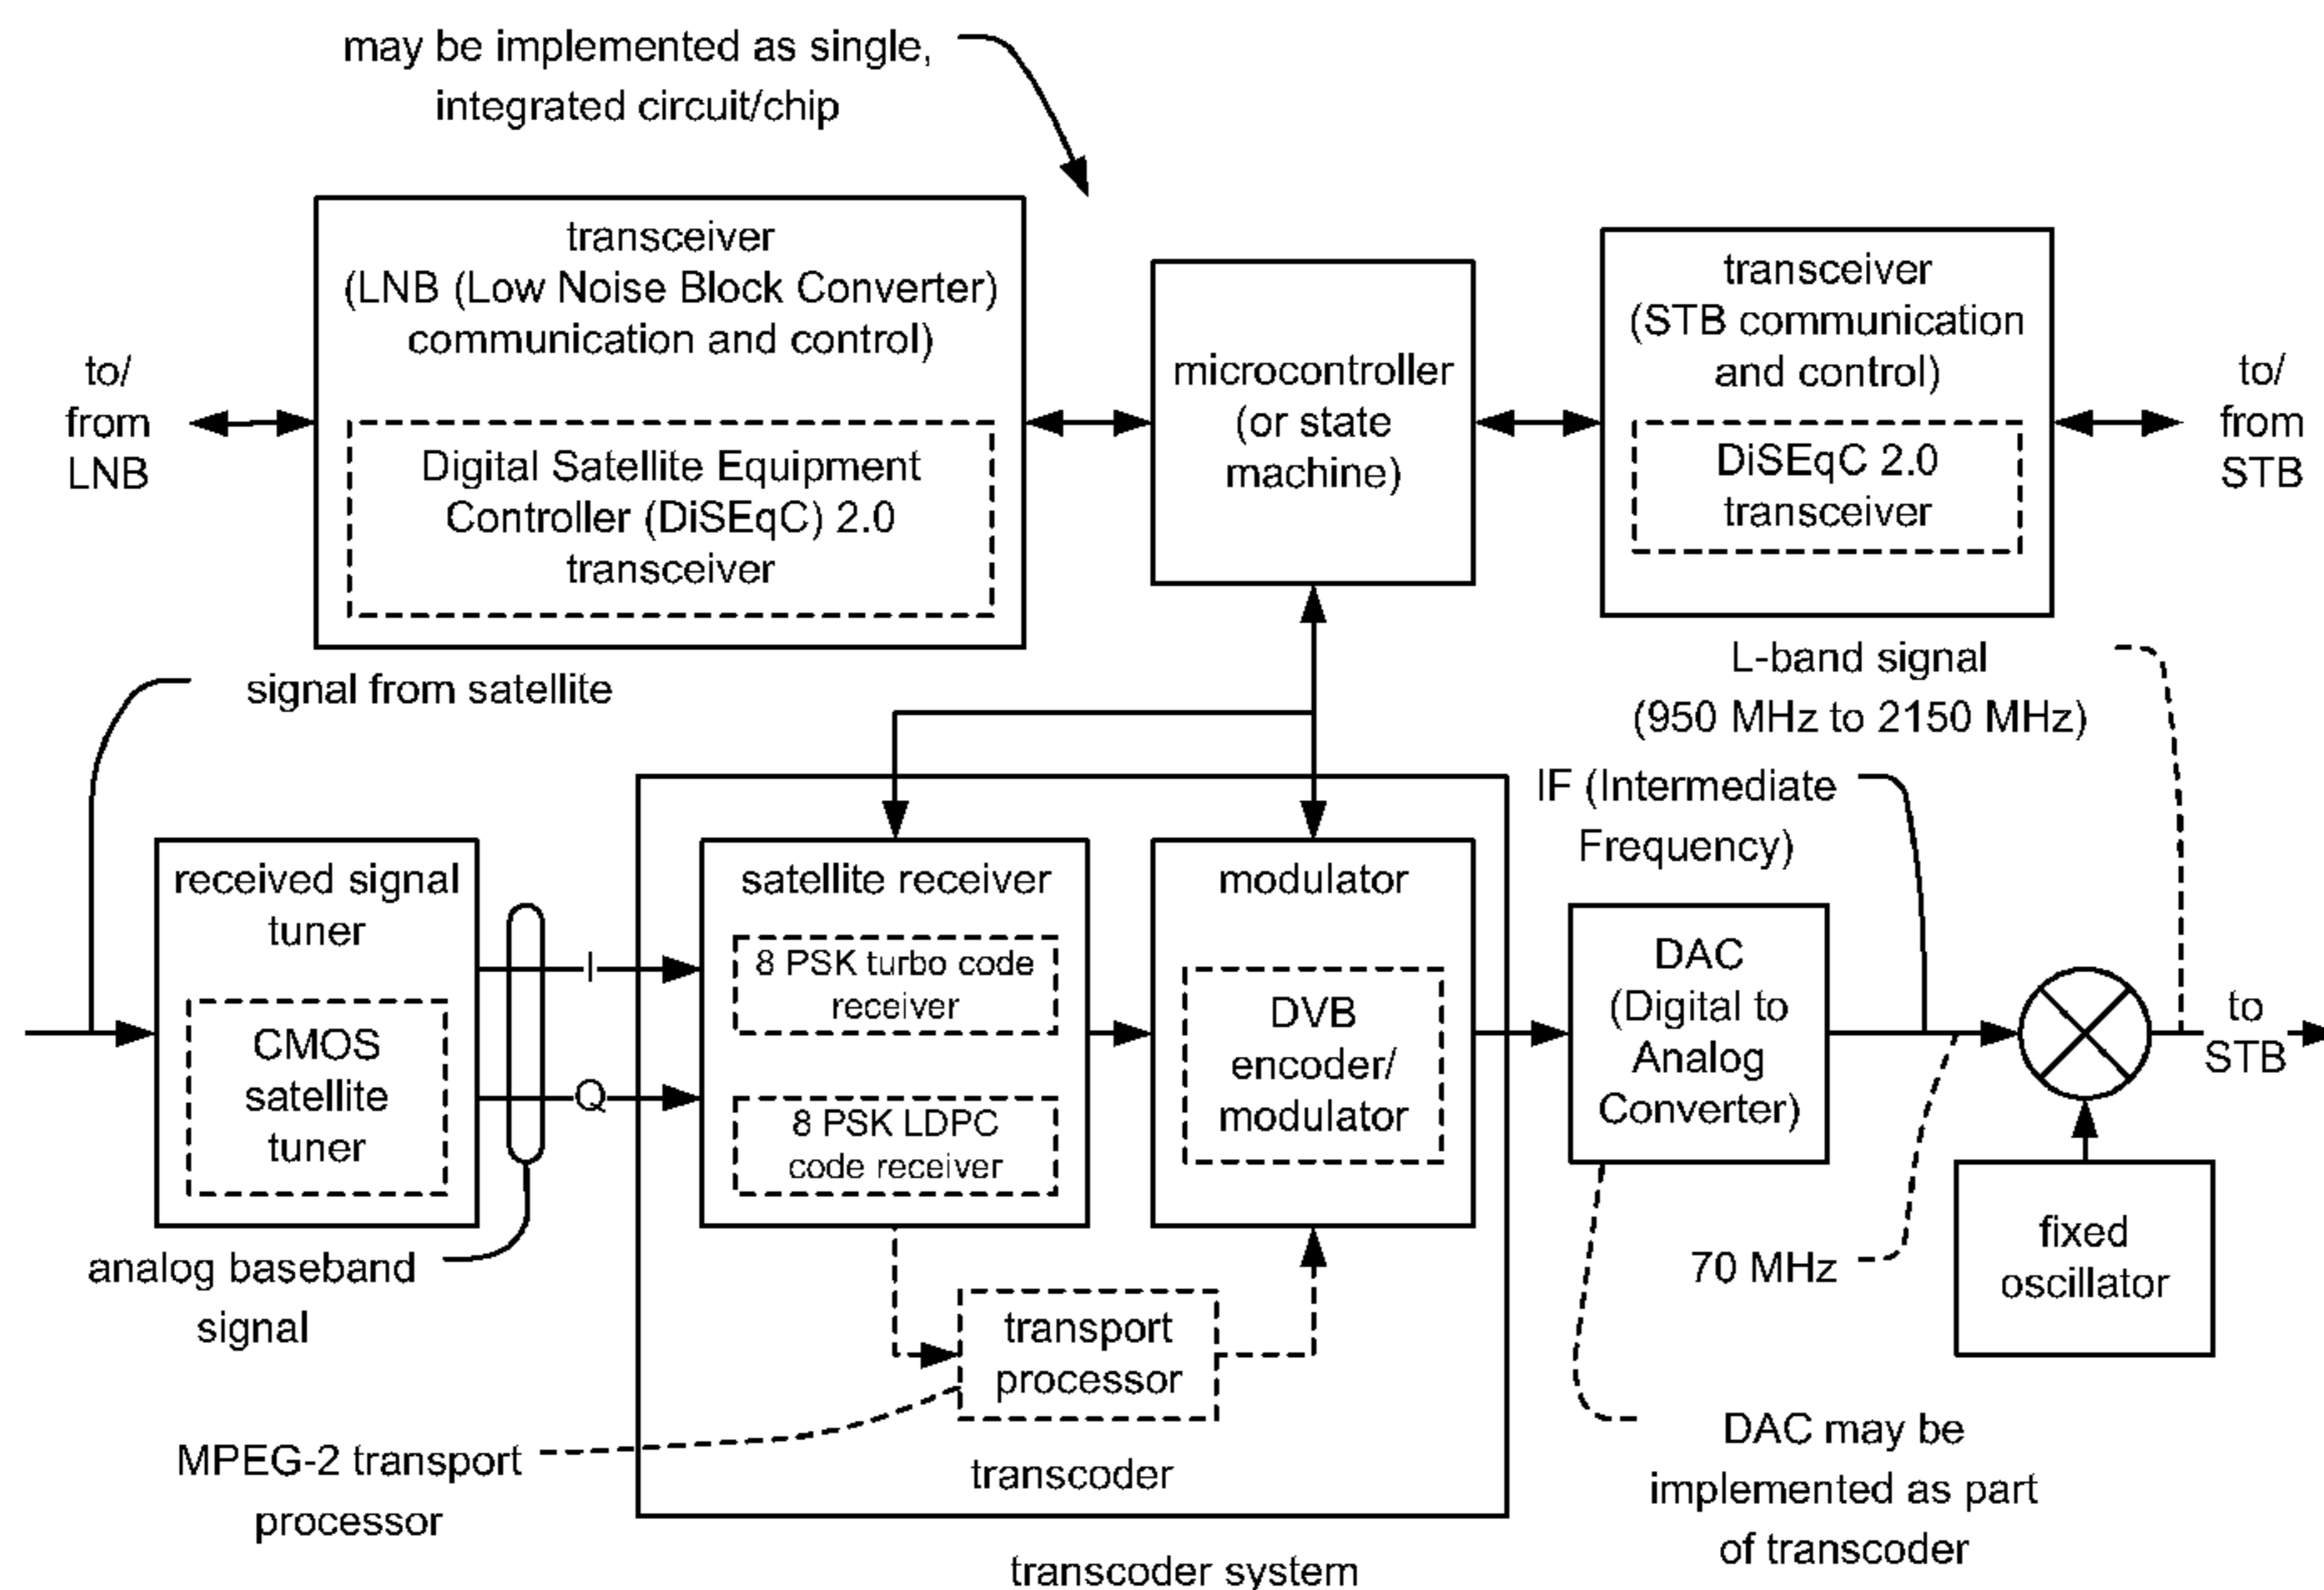 may be implemented as single,
integrated circuit/chip
transceiver
(LNB (Low Noise Block Converter)
communication and control)
Digital Satellite Equipment
Controller (DiSEqC) 2.0
transceiver
to/
from
LNB
microcontroller
(or state
machine)
transceiver
(STB communication
and control)
DiSEqC 2.0
transceiver
to/
from
STB
signal from satellite
L-band signal
(950 MHz to 2150 MHz)
IF (Intermediate
Frequency)
received signal
tuner
CMOS
satellite
tuner
I
Q
analog baseband
signal
satellite receiver
8 PSK turbo code
receiver
8 PSK LDPC
code receiver
modulator
DVB
encoder/
modulator
DAC
(Digital to
Analog
Converter)
to
STB
70 MHz
fixed
oscillator
transport
processor
MPEG-2 transport
processor
transcoder
DAC may be
implemented as part
of transcoder
transcoder system